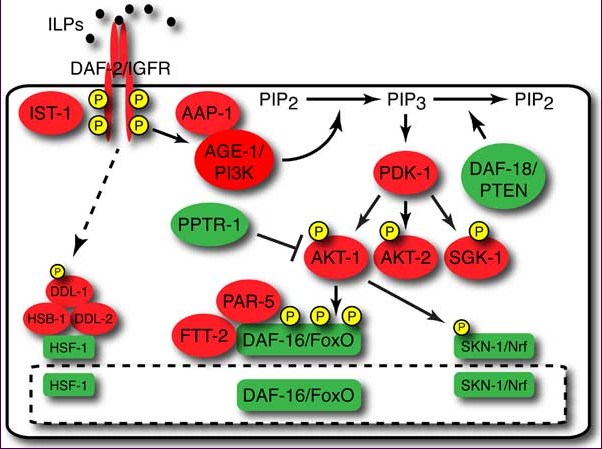 ILPs
DAF-2/IGFR
IST-1
P
P
P
P
AAP-1
AGE-1/
PI3K
PIP2
PIP3
PIP2
PDK-1
DAF-18/
PTEN
PPTR-1
P
AKT-1
P
AKT-2
P
SGK-1
P
DDL-1
HSB-1
DDL-2
HSF-1
PAR-5
FTT-2
P
P
P
DAF-16/FoxO
P
SKN-1/Nrf
HSF-1
DAF-16/FoxO
SKN-1/Nrf